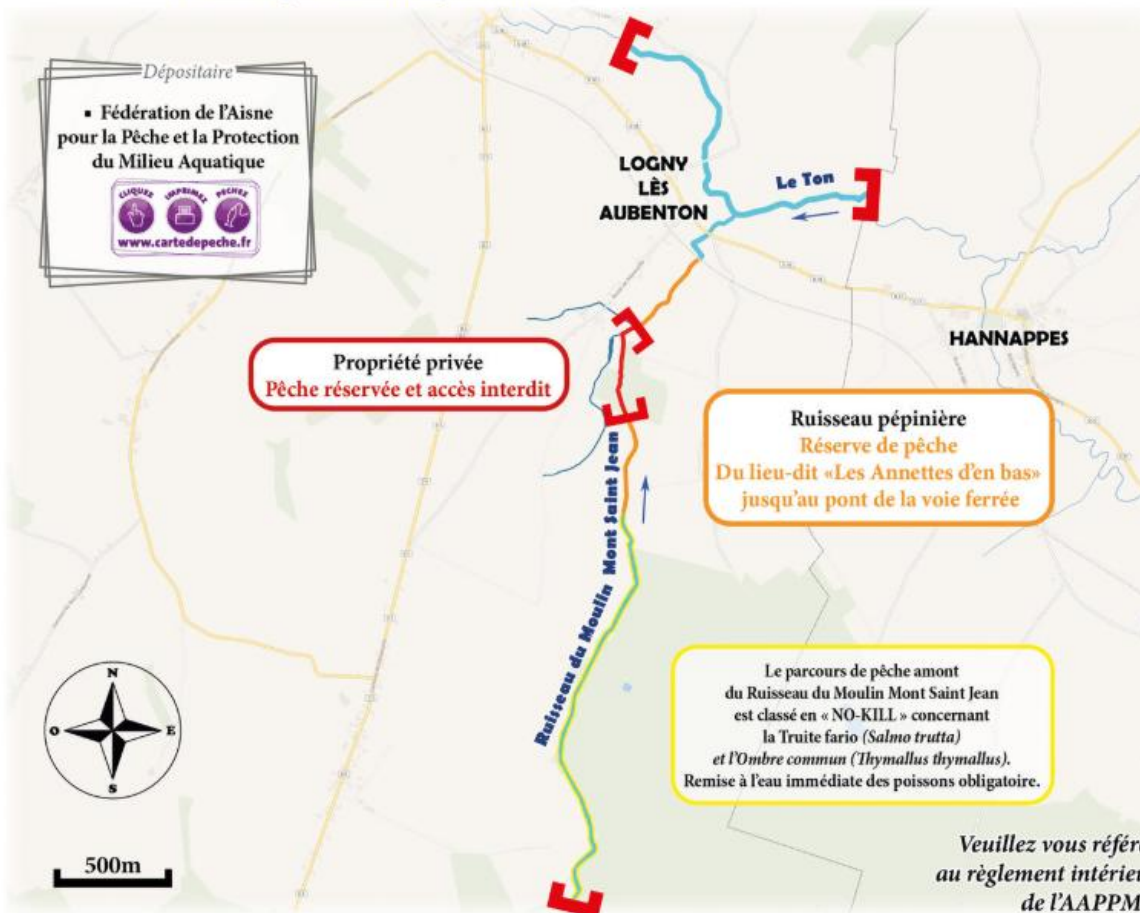 Dépositaire
▪ Fédération de l'Aisne
pour la Pêche et la Protection
du Milieu Aquatique
CLIQUEZ IMPRIMEZ PECHEZ
www.cartedepeche.fr
LOGNY
LÈS
AUBENTON
Le Ton
HANNAPPES
Propriété privée
Pêche réservée et accès interdit
Ruisseau pépinière
Réserve de pêche
Du lieu-dit «Les Annettes d'en bas»
jusqu'au pont de la voie ferrée
Ruisseau du Moulin Mont Saint Jean
Le parcours de pêche amont
du Ruisseau du Moulin Mont Saint Jean
est classé en « NO-KILL » concernant
la Truite fario (Salmo trutta)
et l'Ombre commun (Thymallus thymallus).
Remise à l'eau immédiate des poissons obligatoire.
N
O E
S
500m
Veuillez vous référe
au règlement intérieu
de l'AAPPM